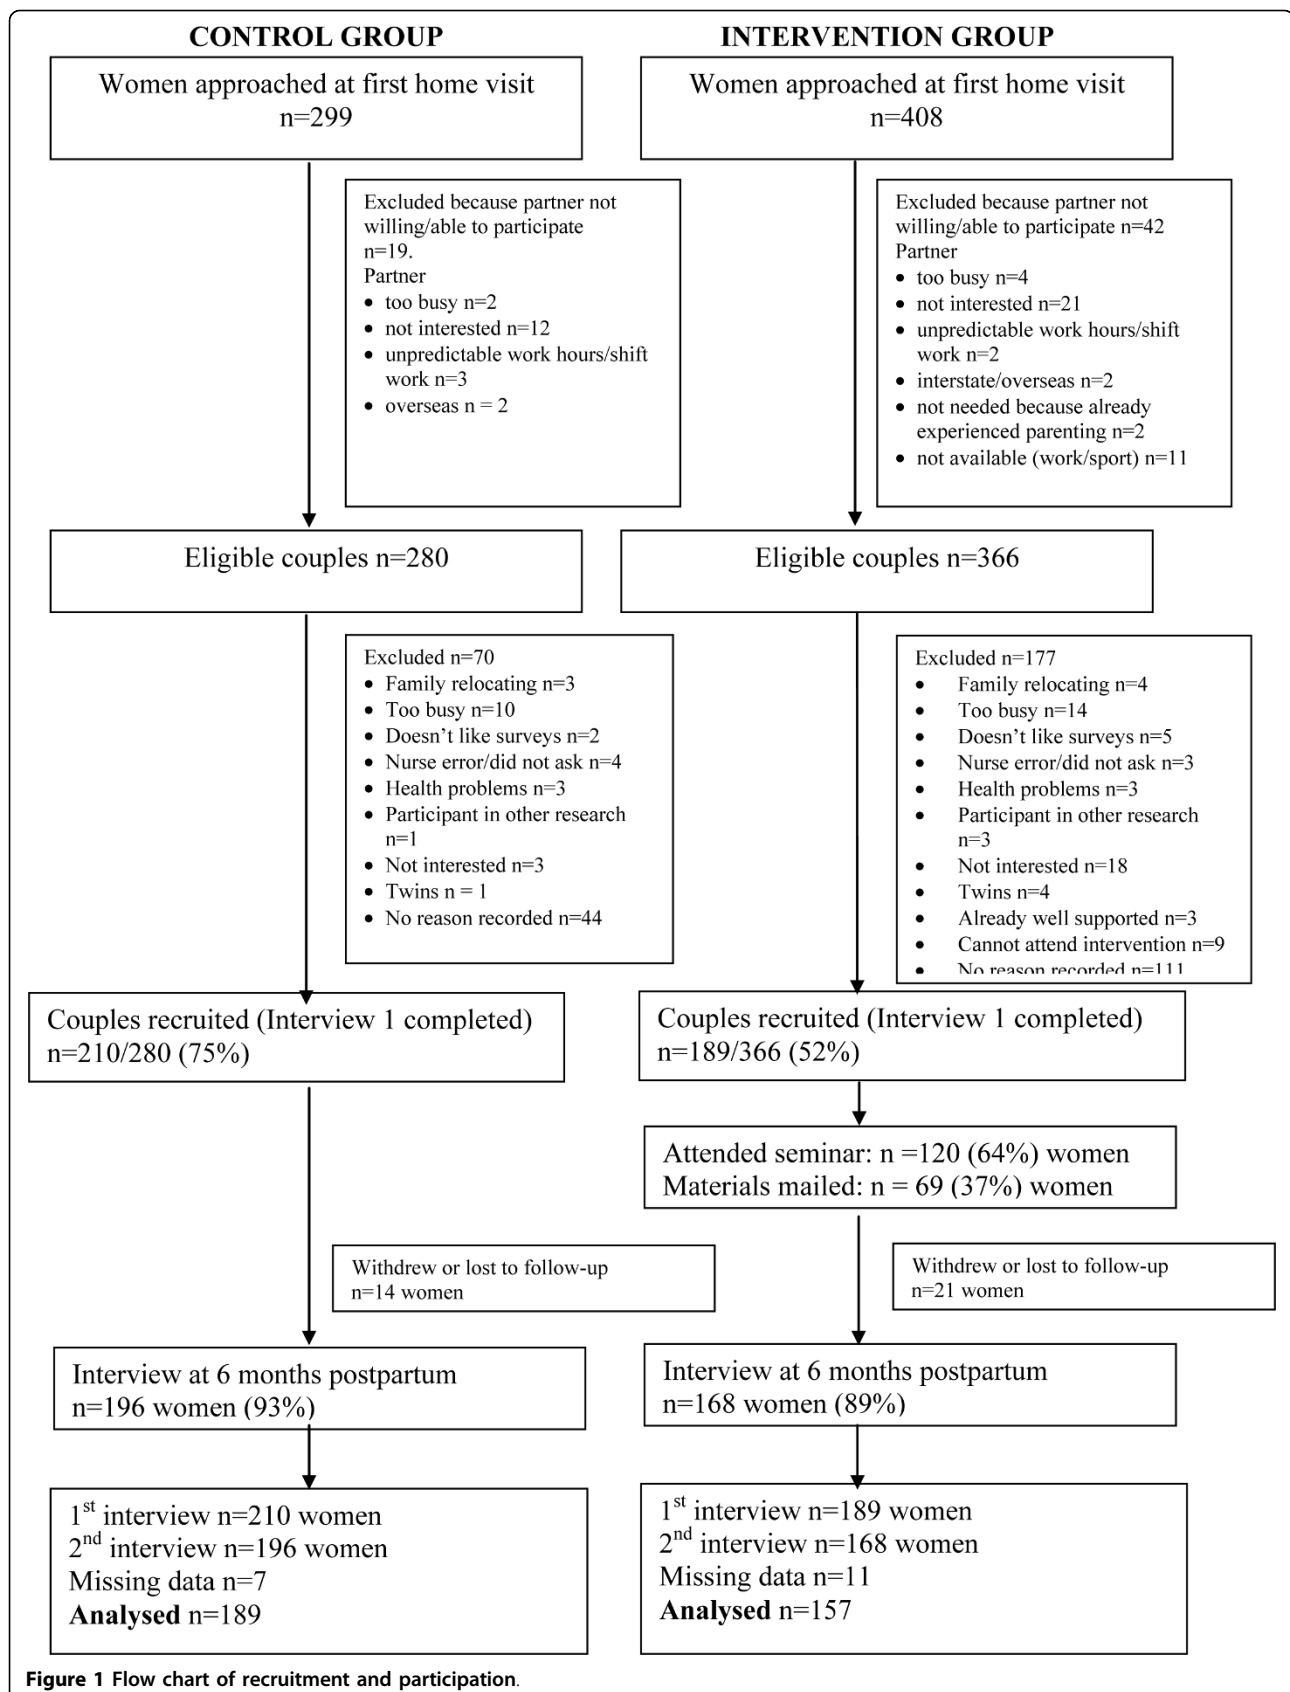 CONTROL GROUP
Women approached at first home visit
n=299
Excluded because partner not
willing/able to participate
n=19.
Partner
• too busy n=2
• not interested n=12
• unpredictable work hours/shift
work n=3
• overseas n = 2
Eligible couples n=280
Excluded n=70
• Family relocating n=3
• Too busy n=10
• Doesn't like surveys n=2
• Nurse error/did not ask n=4
• Health problems n=3
• Participant in other research
n=1
• Not interested n=3
• Twins n = 1
• No reason recorded n=44
Couples recruited (Interview 1 completed)
n=210/280 (75%)
Withdrew or lost to follow-up
n=14 women
Interview at 6 months postpartum
n=196 women (93%)
1st interview n=210 women
2nd interview n=196 women
Missing data n=7
Analysed n=189
INTERVENTION GROUP
Women approached at first home visit
n=408
Excluded because partner not
willing/able to participate n=42
Partner
• too busy n=4
• not interested n=21
• unpredictable work hours/shift
work n=2
• interstate/overseas n=2
• not needed because already
experienced parenting n=2
• not available (work/sport) n=11
Eligible couples n=366
Excluded n=177
• Family relocating n=4
• Too busy n=14
• Doesn't like surveys n=5
• Nurse error/did not ask n=3
• Health problems n=3
• Participant in other research
n=3
• Not interested n=18
• Twins n=4
• Already well supported n=3
• Cannot attend intervention n=9
• No reason recorded n=111
Couples recruited (Interview 1 completed)
n=189/366 (52%)
Attended seminar: n =120 (64%) women
Materials mailed: n = 69 (37%) women
Withdrew or lost to follow-up
n=21 women
Interview at 6 months postpartum
n=168 women (89%)
1st interview n=189 women
2nd interview n=168 women
Missing data n=11
Analysed n=157
Figure 1 Flow chart of recruitment and participation.